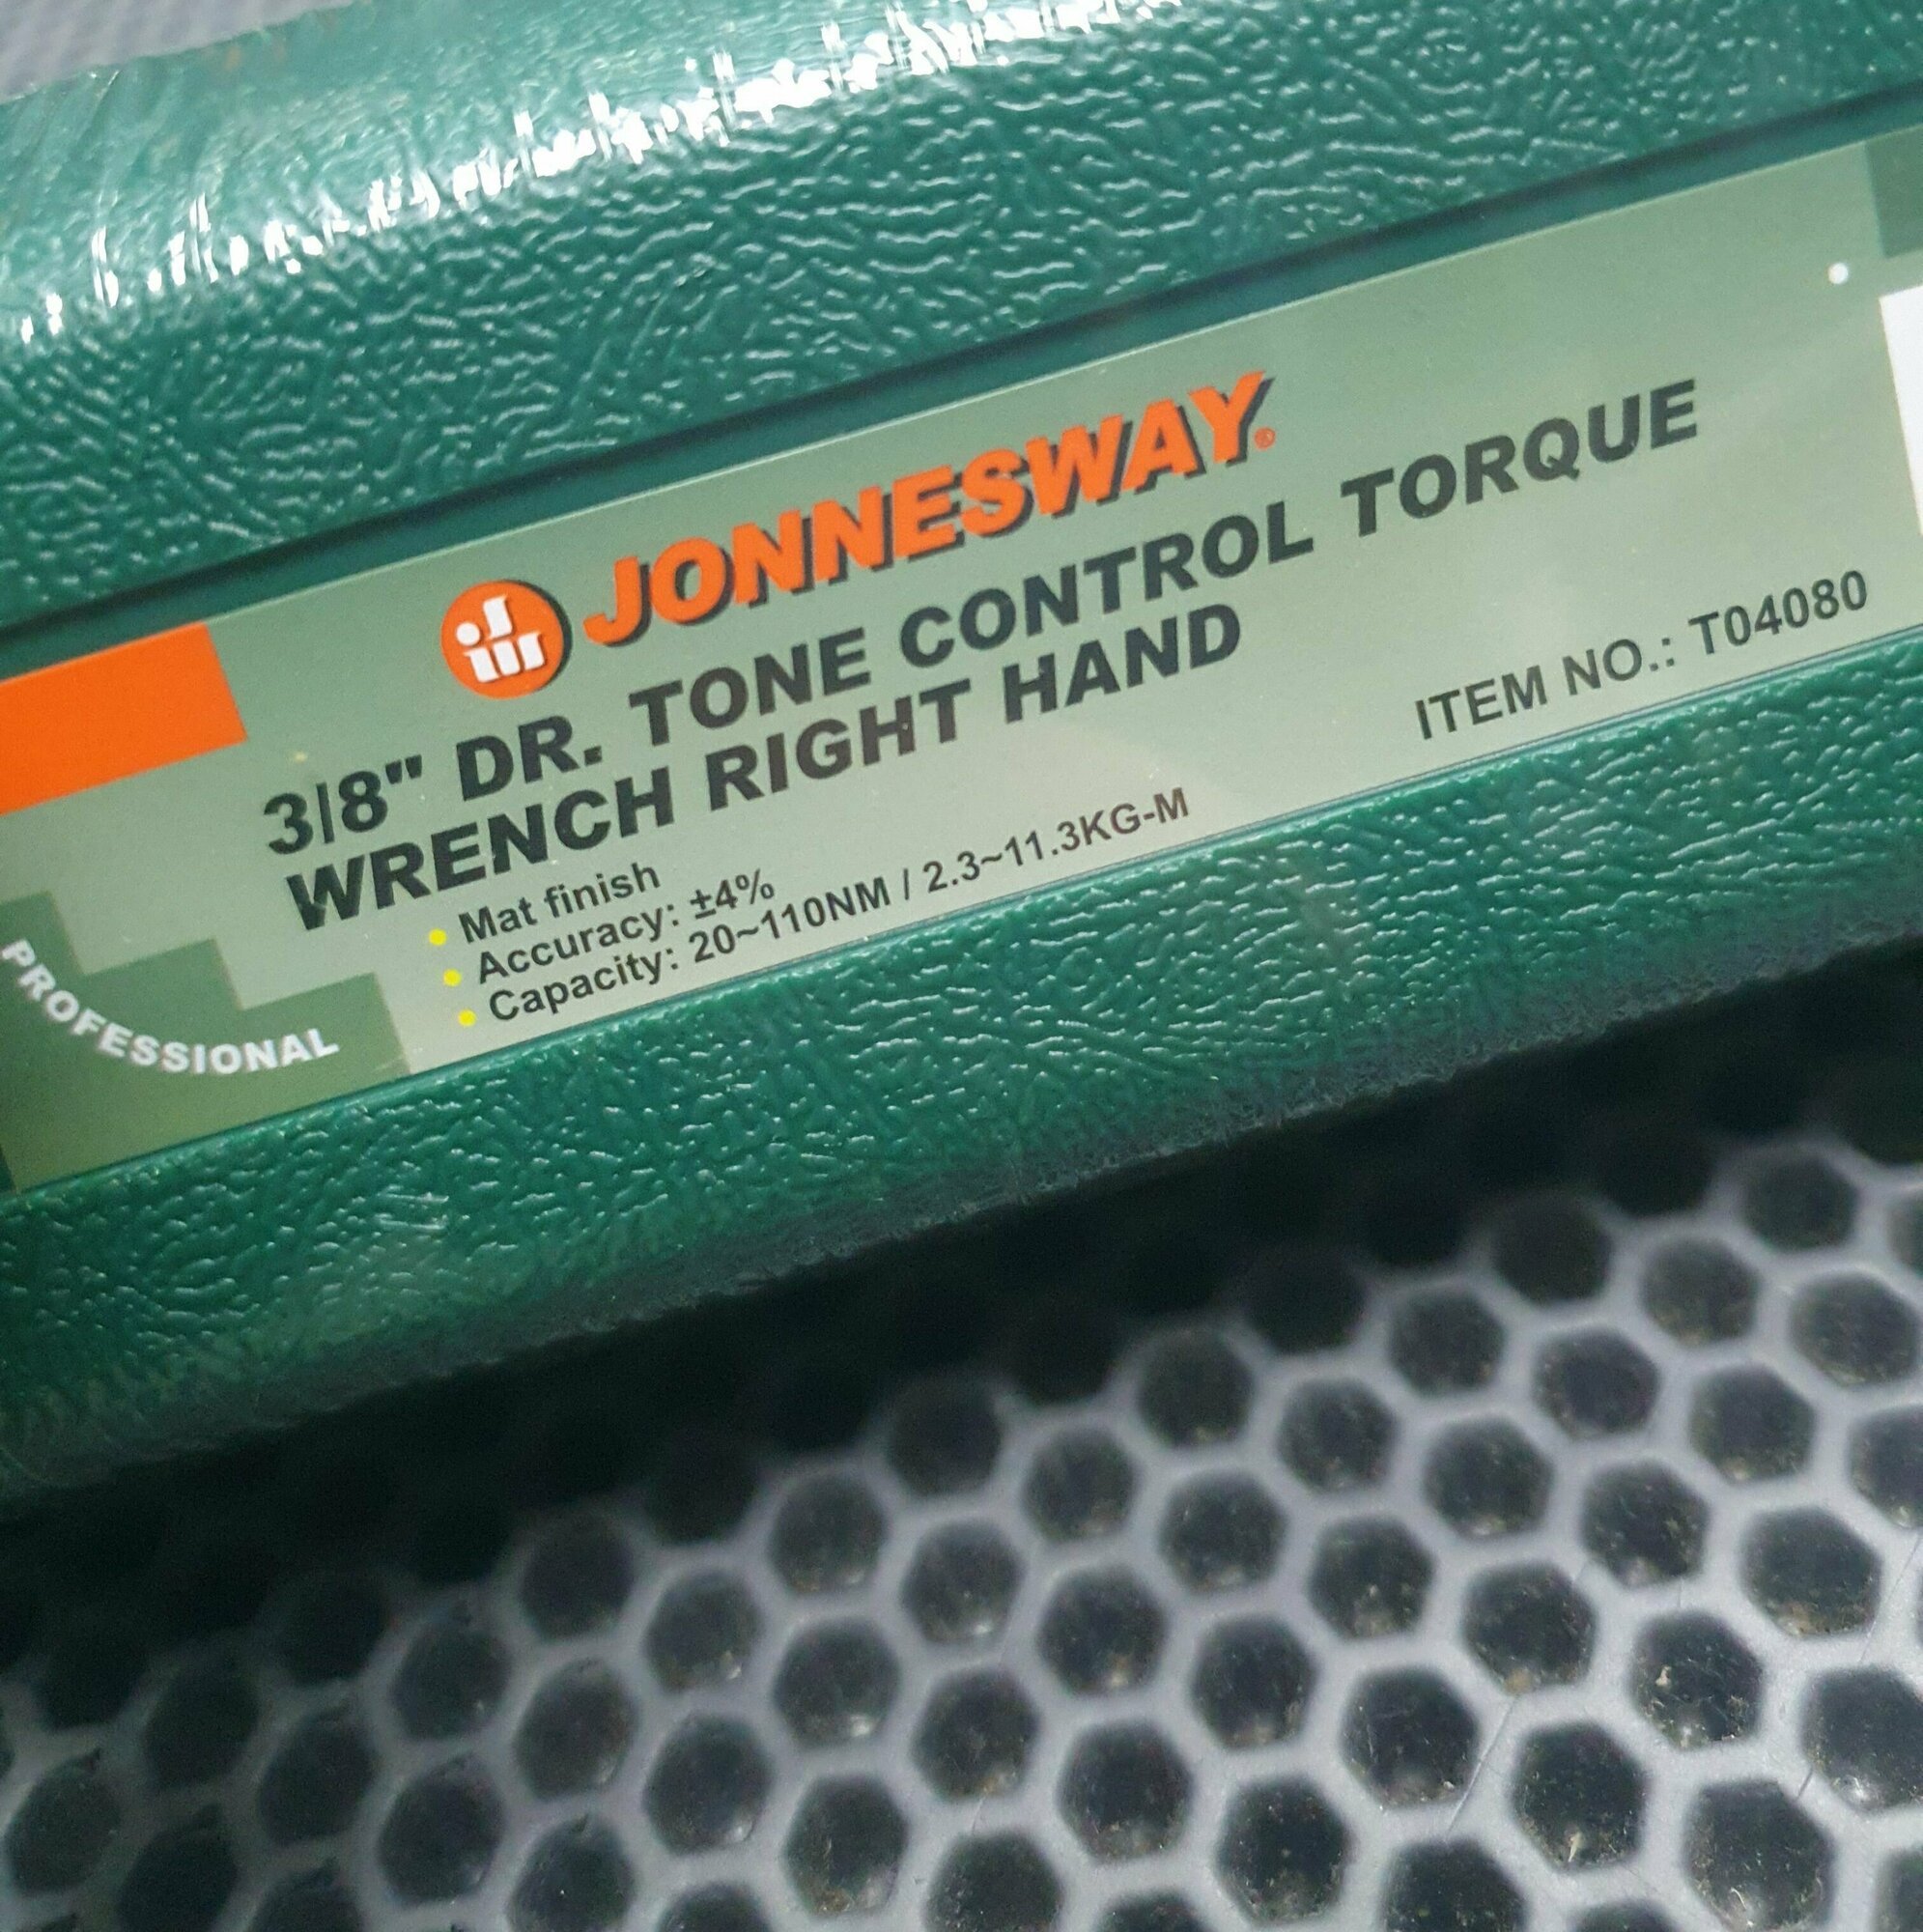 JONNESWAY®
3/8" DR. TONE CONTROL TORQUE
WRENCH RIGHT HAND
ITEM NO.: T04080
• Mat finish
• Accuracy: ±4%
• Capacity: 20~110NM / 2.3~11.3KG-M
PROFESSIONAL